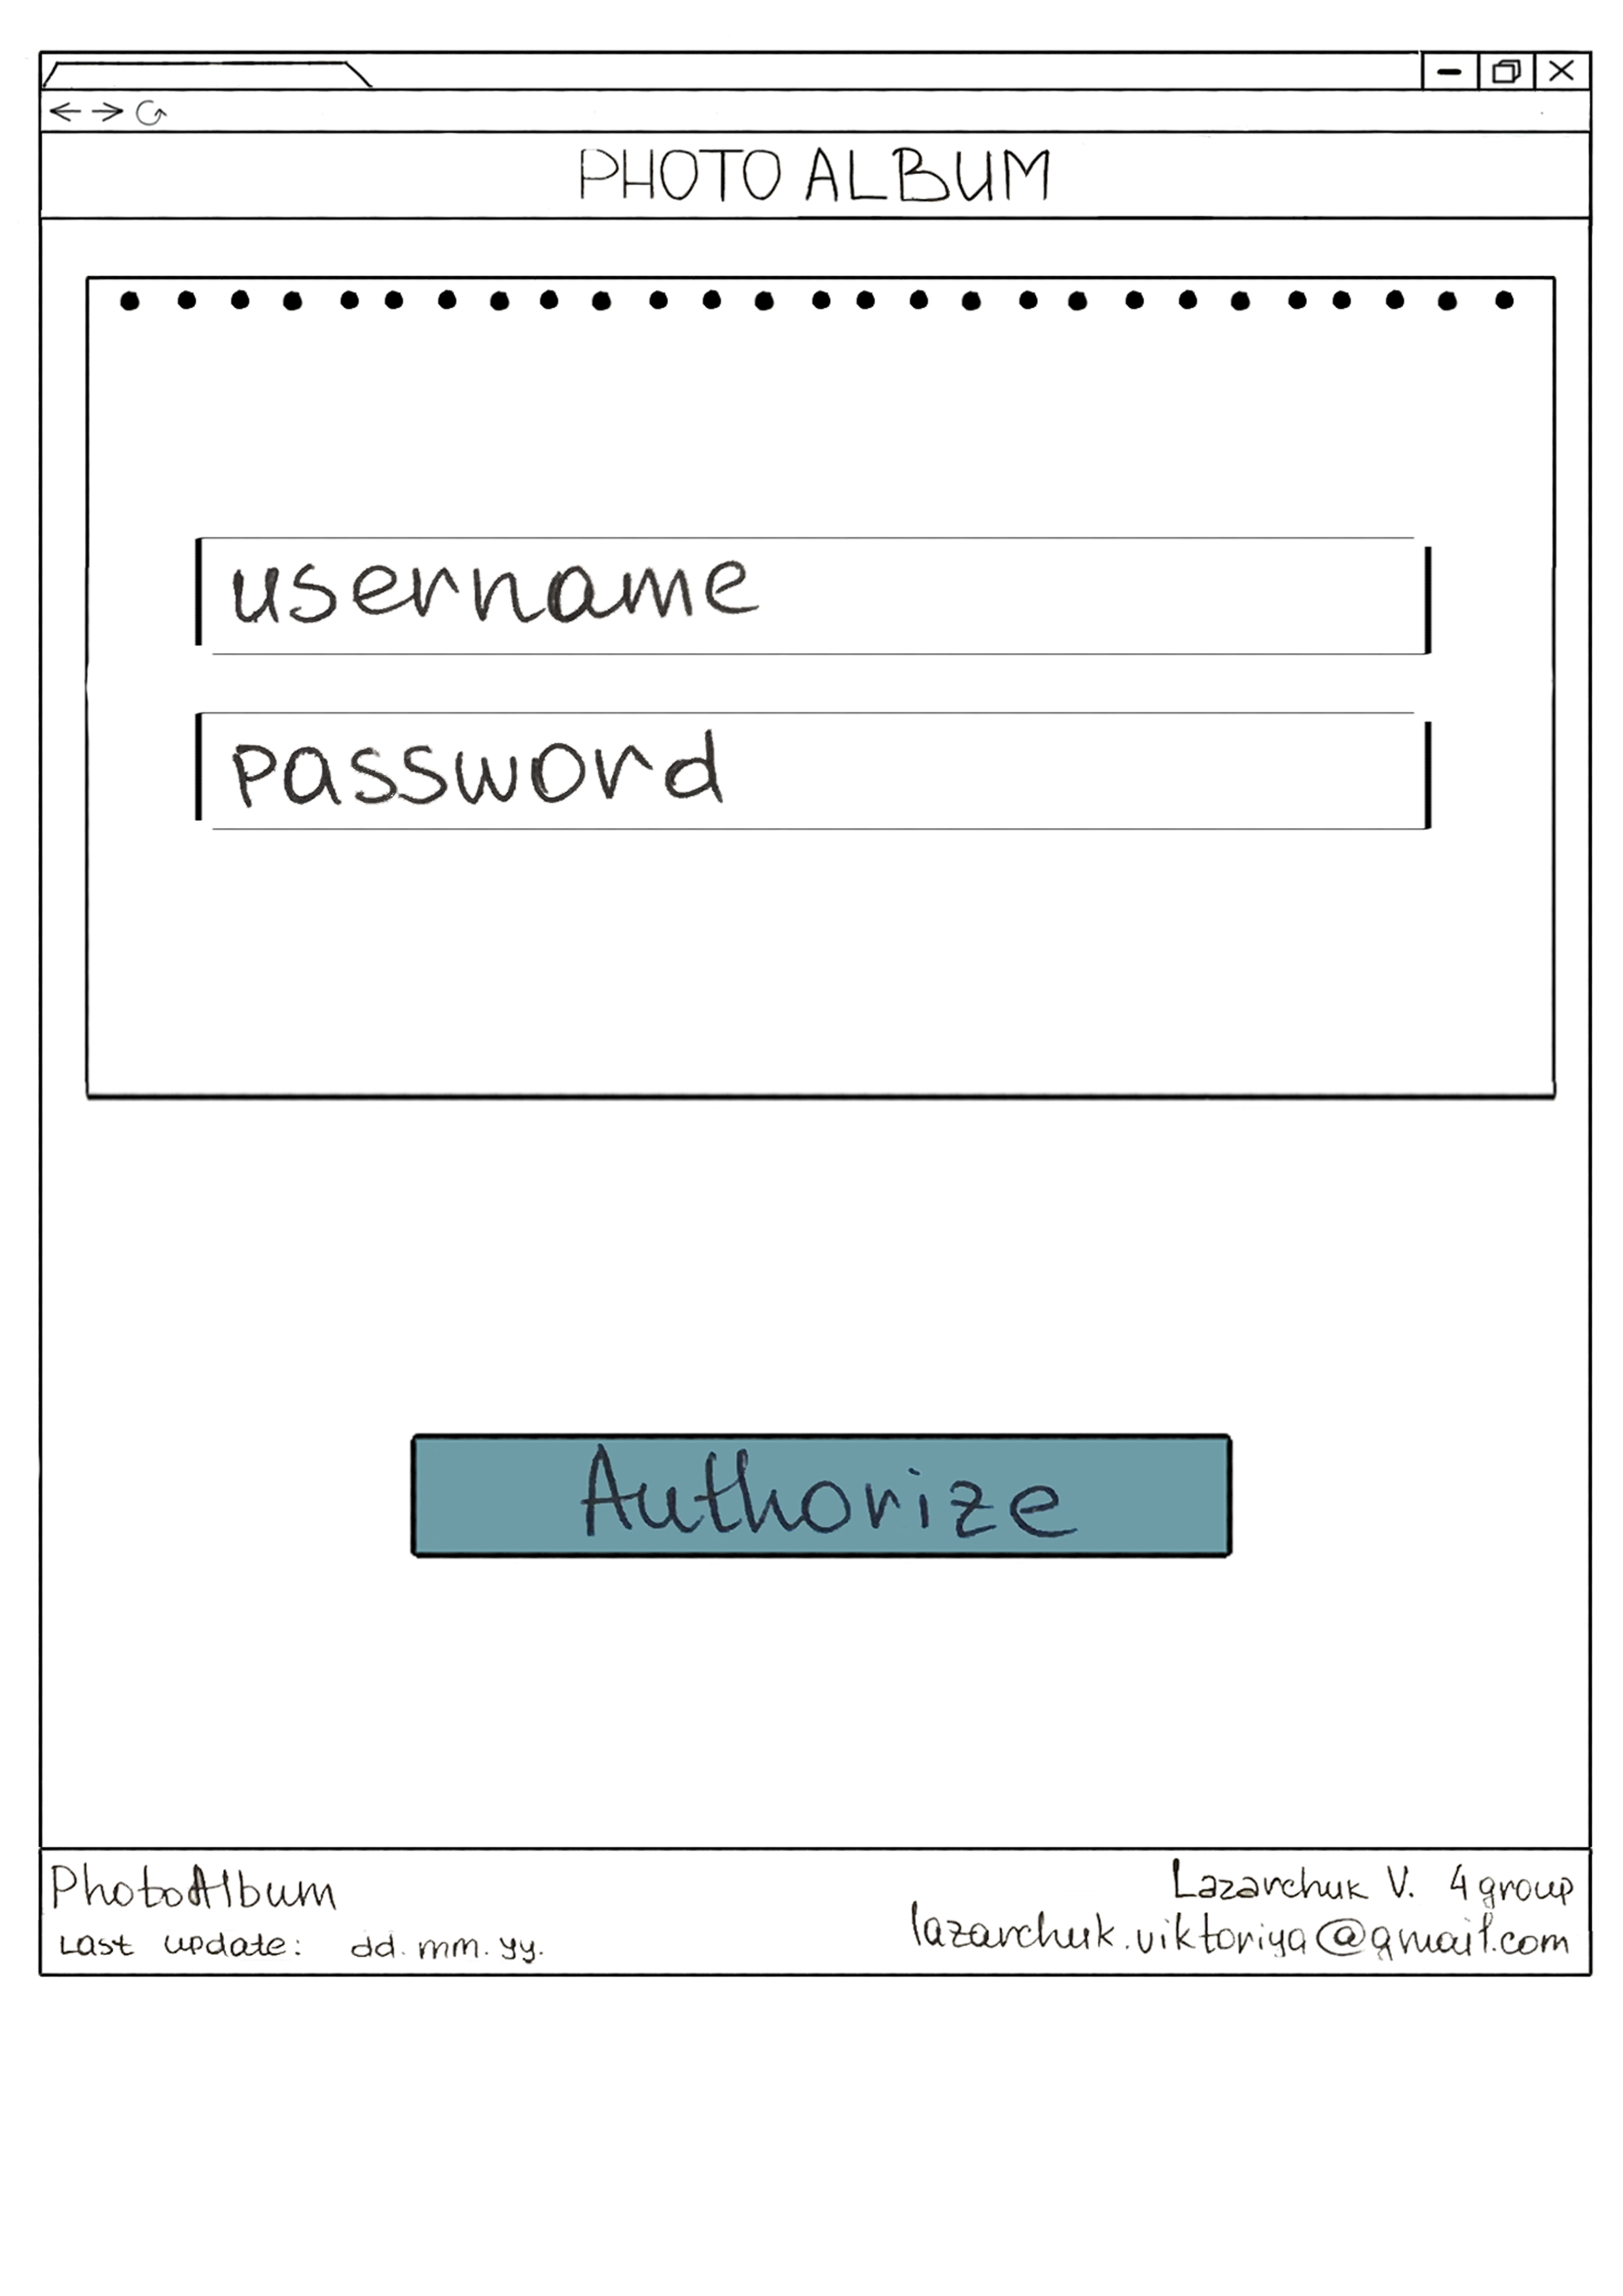 PHOTO ALBUM
username
password
Authorize
PhotoAlbum
Last update: dd.mm.yy.
Lazarchuk V. 4 group
lazarchuk.viktoriya@gmail.com